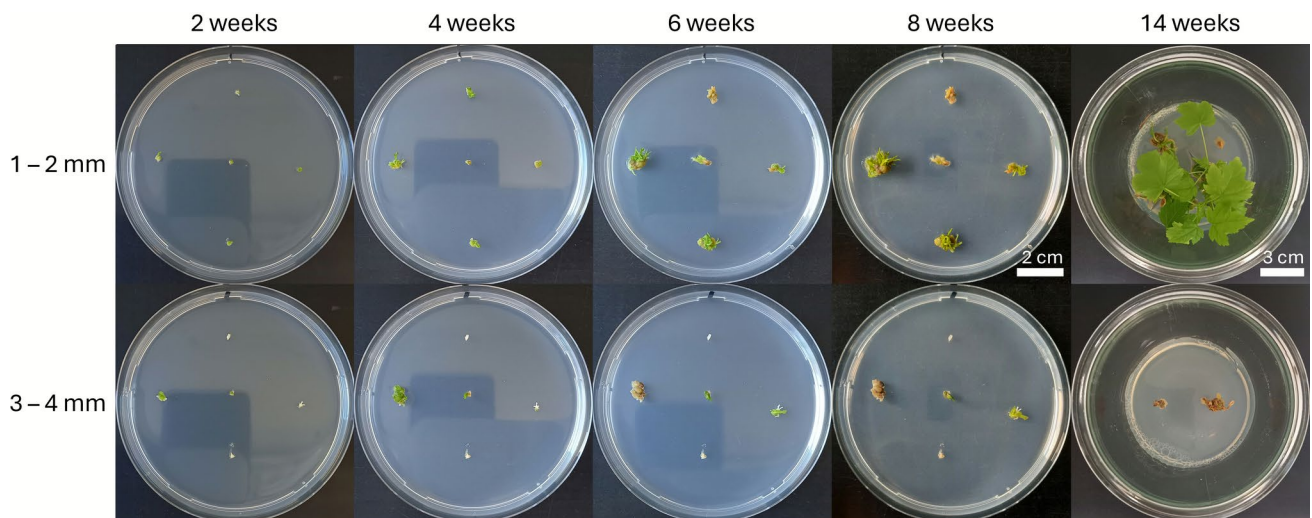 2 weeks
4 weeks
6 weeks
8 weeks
14 weeks
1 – 2 mm
2 cm
3 cm
3 – 4 mm